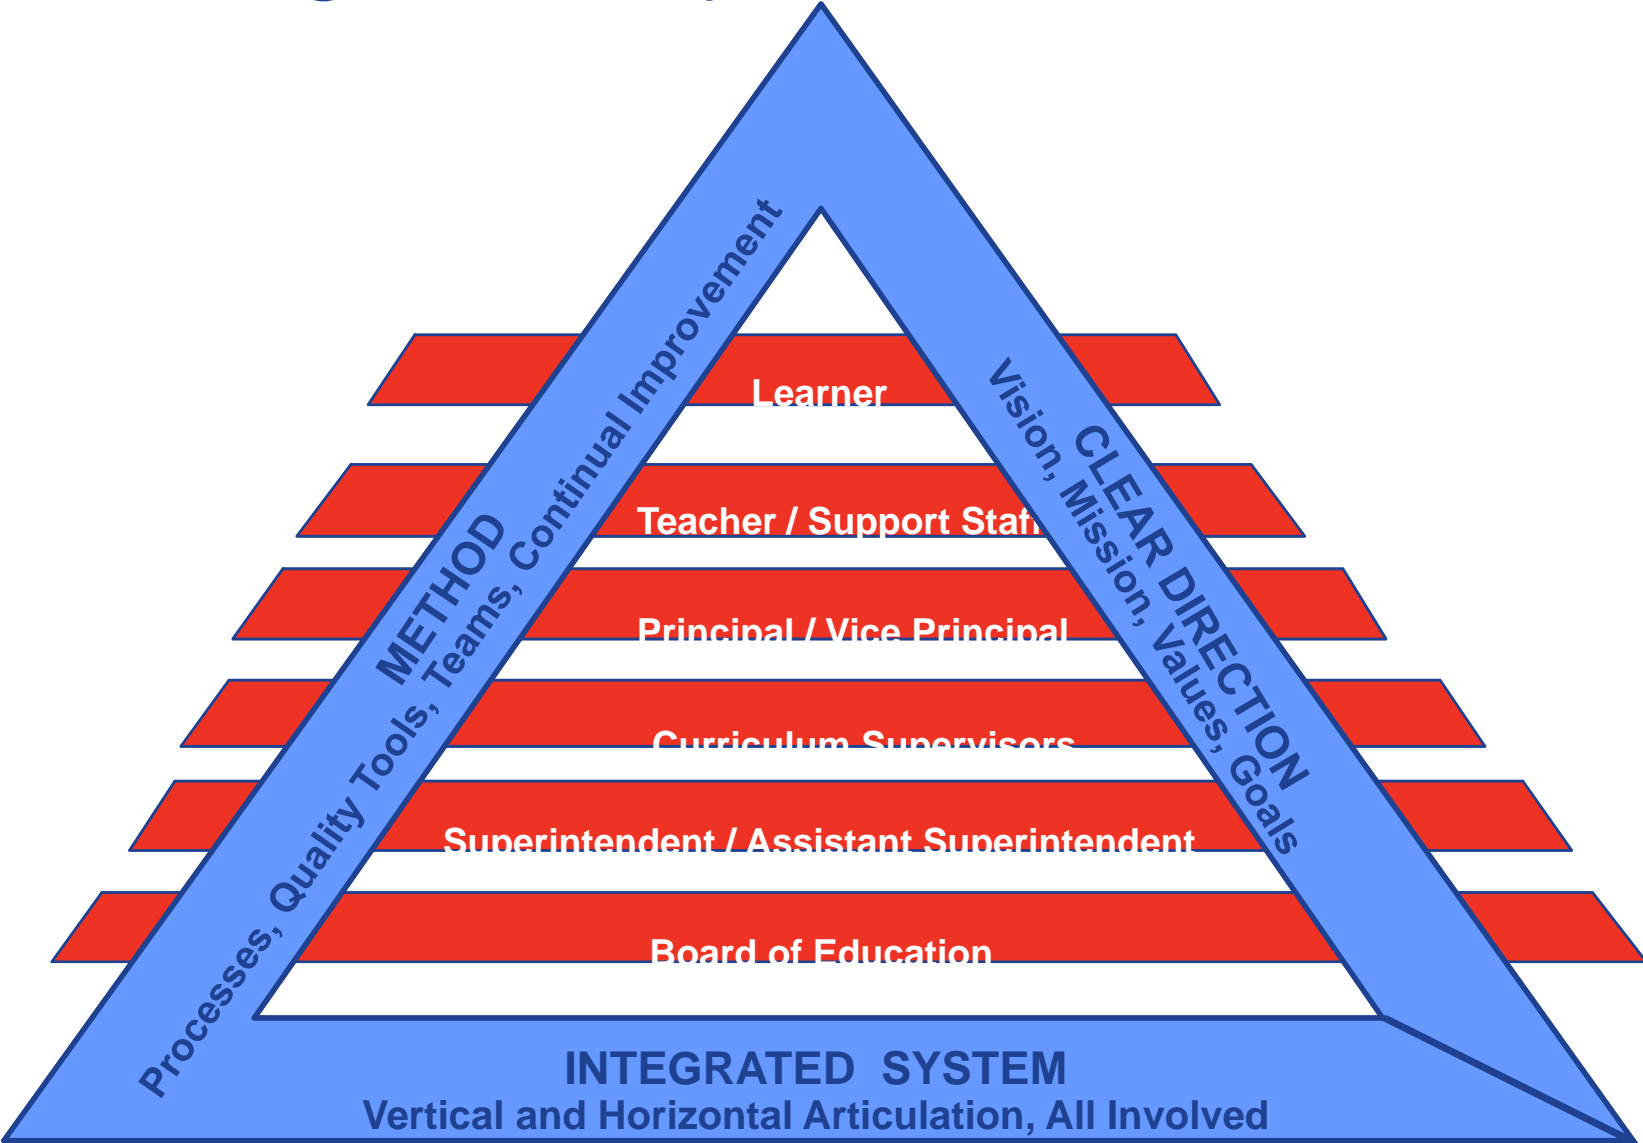 METHOD
Processes, Quality Tools, Teams, Continual Improvement
CLEAR DIRECTION
Vision, Mission, Values, Goals
Learner
Teacher / Support Staff
Principal / Vice Principal
Curriculum Supervisors
Superintendent / Assistant Superintendent
Board of Education
INTEGRATED SYSTEM
Vertical and Horizontal Articulation, All Involved